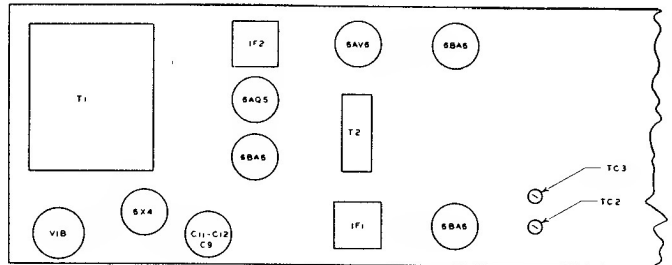 IF2
6AV6
6BA6
T1
6AQ5
T2
6BA6
TC3
6X4
TC2
VIB
C11-C12
C9
IF1
6BA6